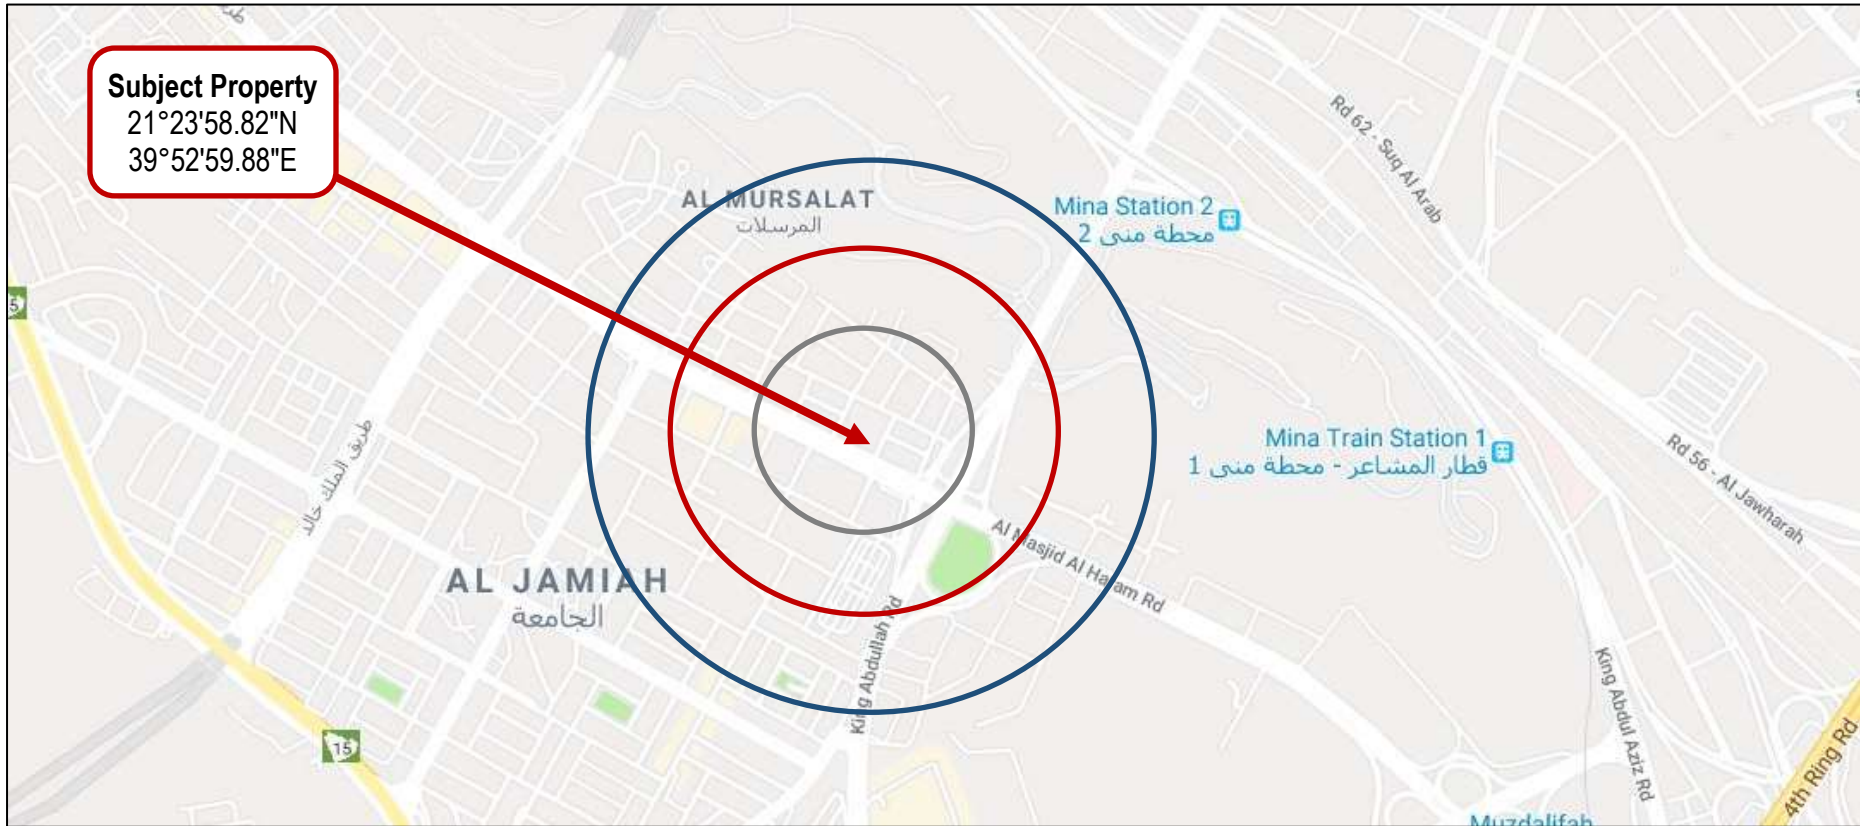 Subject Property
21°23'58.82"N
39°52'59.88"E
AL MURSALAT
المرسلات
Mina Station 2
محطة منى 2
Rd 62 - Suq Al Arab
5
طريق الملك خالد
Mina Train Station 1
قطار المشاعر - محطة منى 1
Rd 56 - Al Jawharah
Al Masjid Al Haram Rd
AL JAMIAH
الجامعة
King Abdullah Rd
King Abdul Aziz Rd
15
4th Ring Rd
Muzdalifah